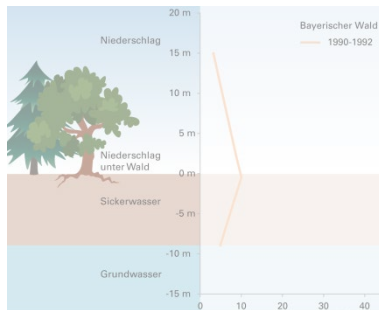 20 m
Bayerischer Wald
1990-1992
Niederschlag
15 m
10 m
5 m
Niederschlag
unter Wald
0 m
Sickerwasser
-5 m
-10 m
Grundwasser
-15 m
0 10 20 30 40